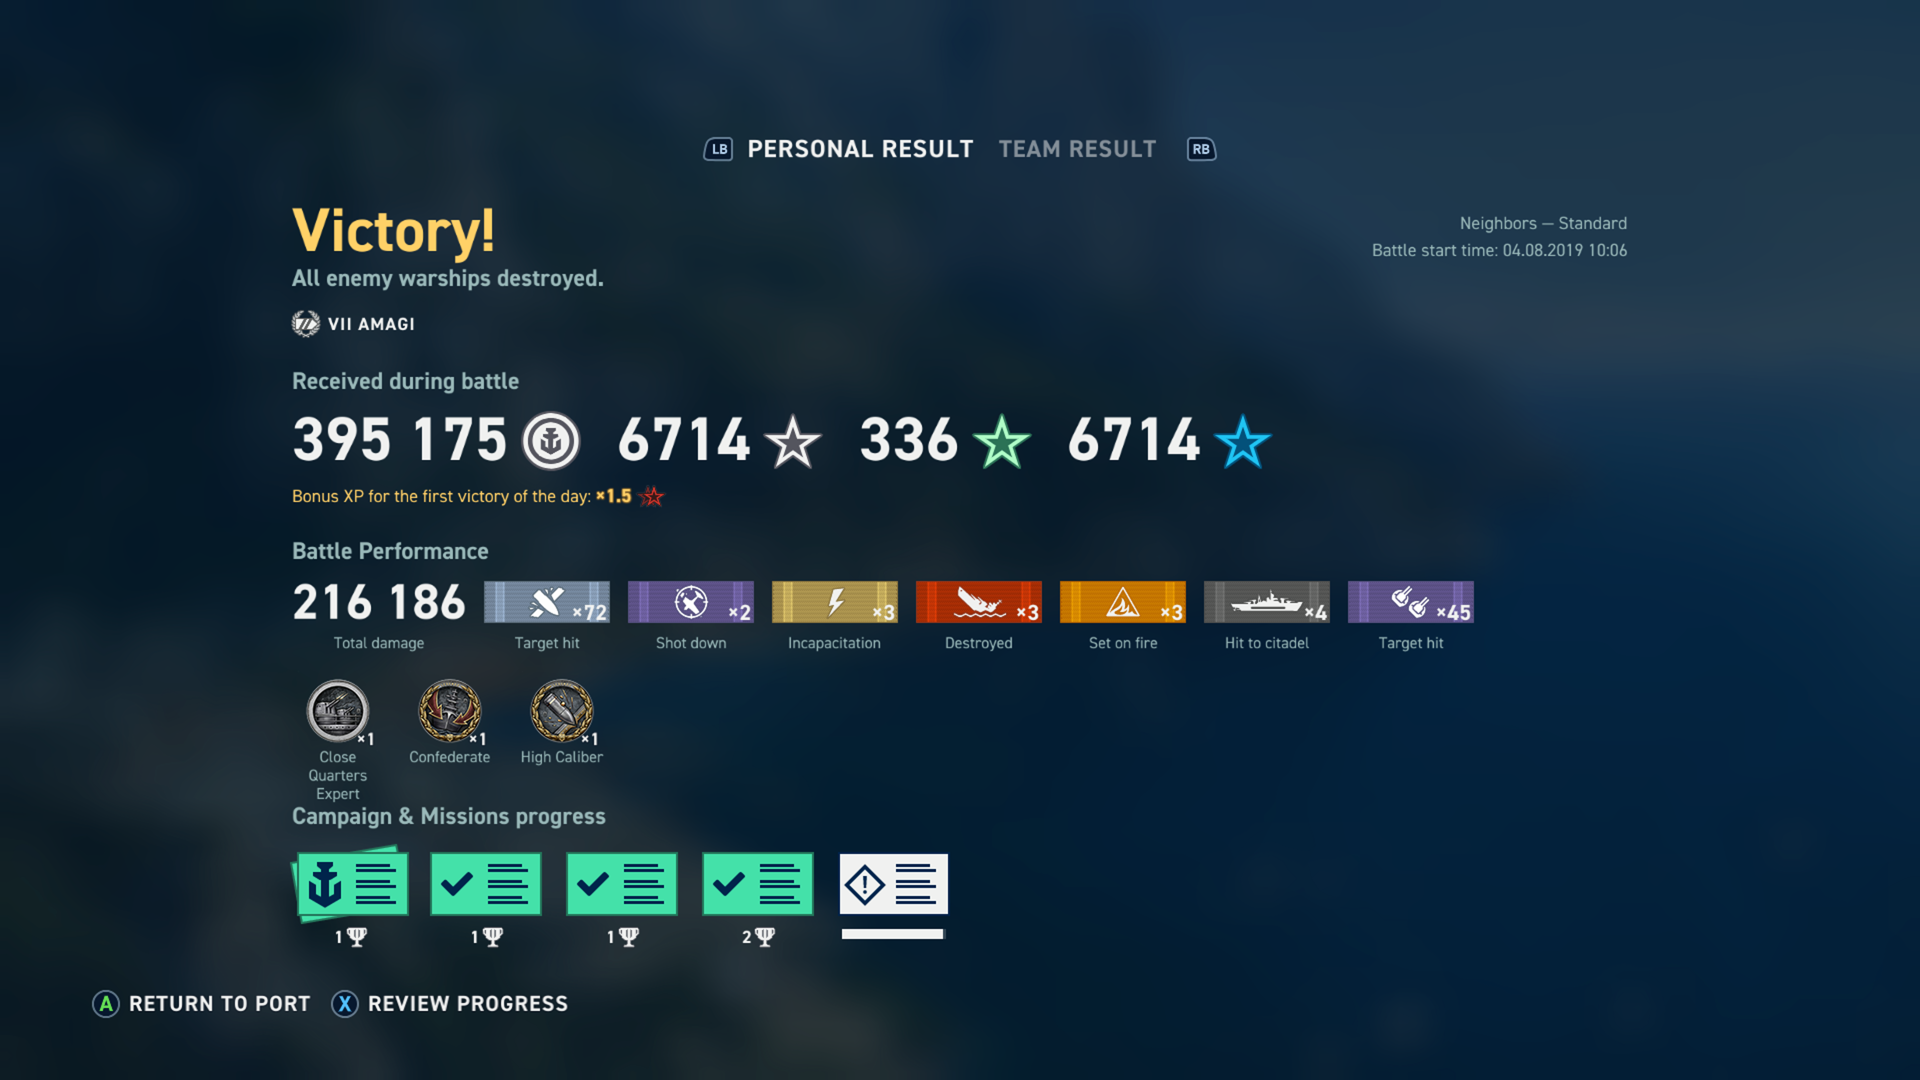 LB PERSONAL RESULT TEAM RESULT RB
Victory!
Neighbors — Standard
All enemy warships destroyed.
Battle start time: 04.08.2019 10:06
VII AMAGI
Received during battle
395 175 6714 336 6714
Bonus XP for the first victory of the day: ×1.5
Battle Performance
216 186 ×72 ×2 ×3 ×3 ×3 ×4 ×45
Total damage Target hit Shot down Incapacitation Destroyed Set on fire Hit to citadel Target hit
×1 ×1 ×1
Close Quarters Expert Confederate High Caliber
Campaign & Missions progress
1 1 1 2
A RETURN TO PORT X REVIEW PROGRESS